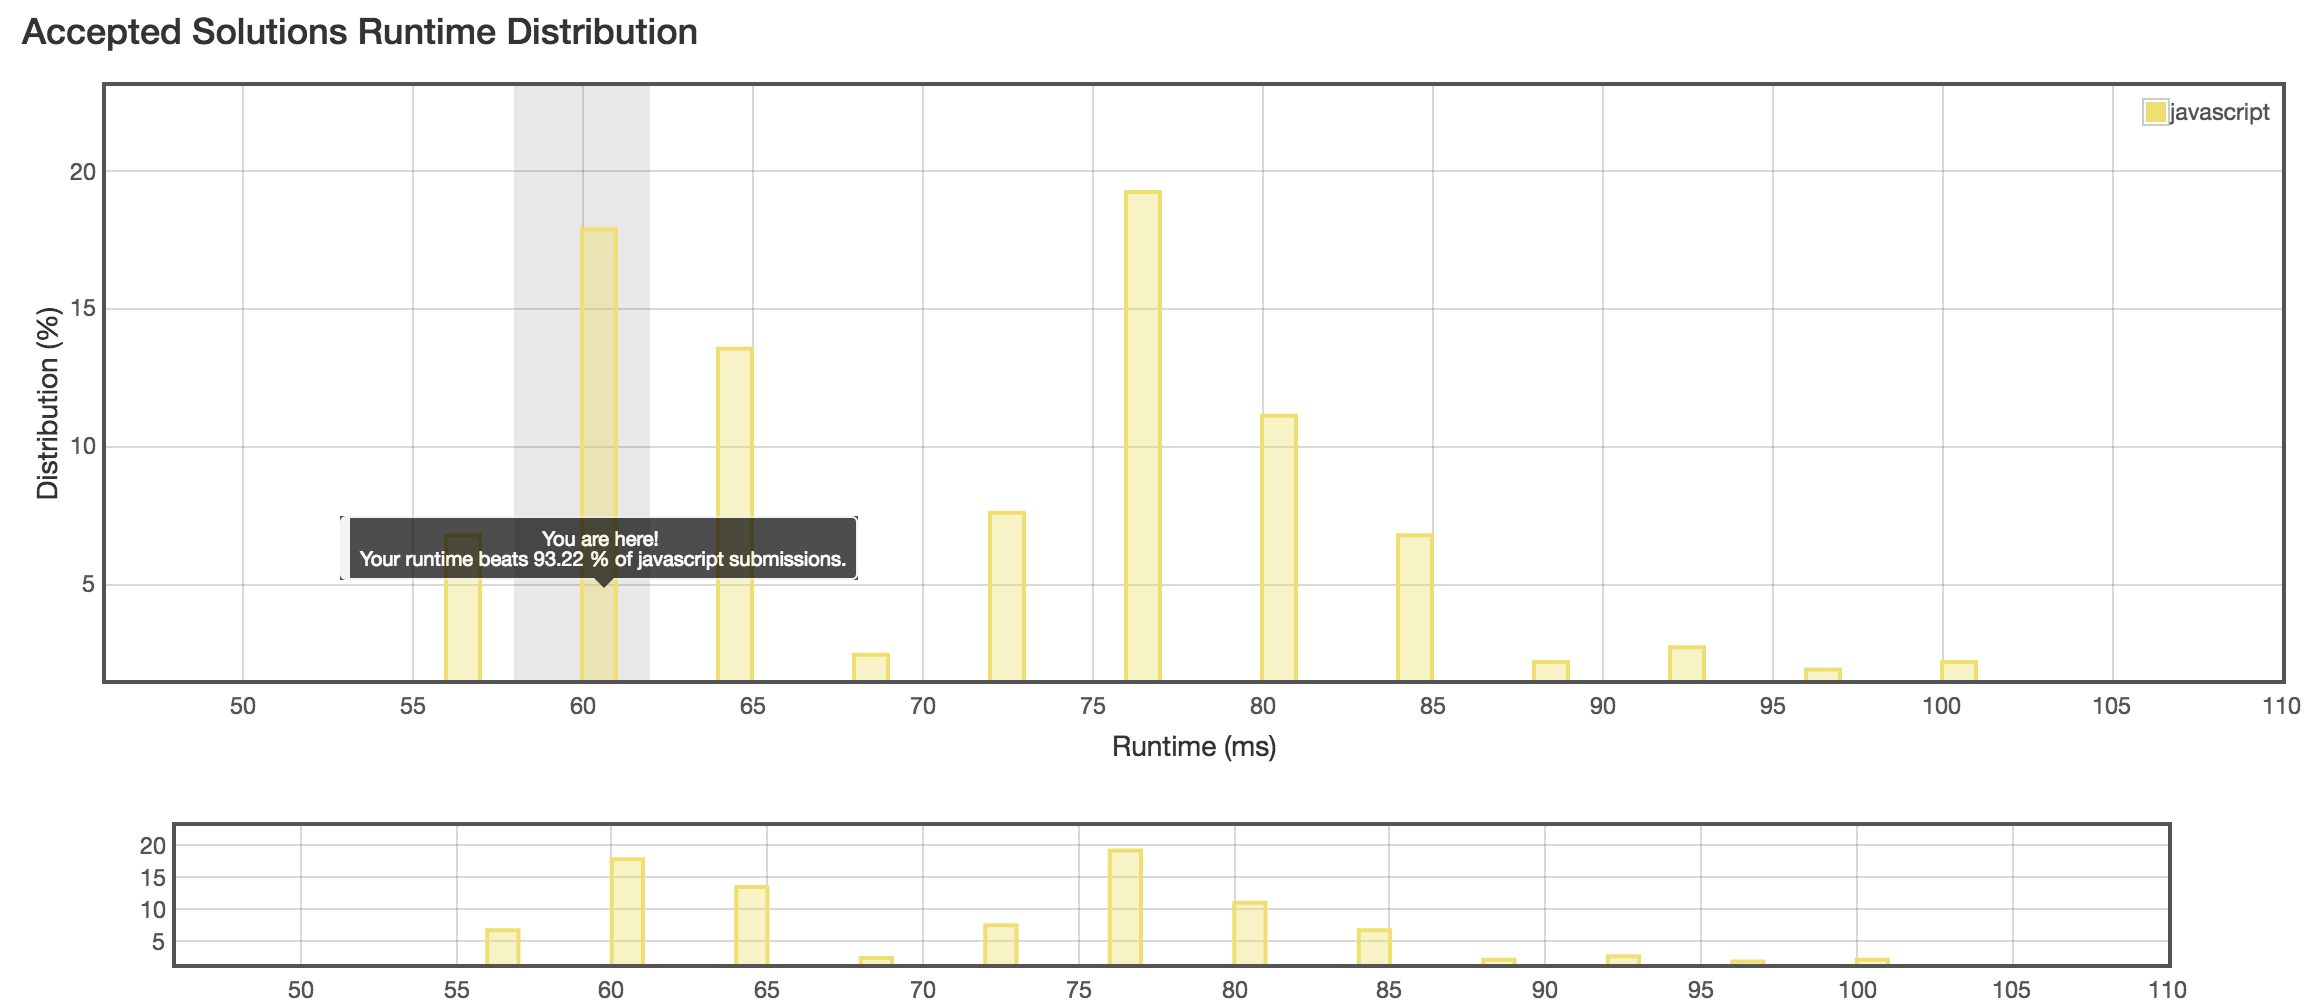 Accepted Solutions Runtime Distribution
javascript
20
15
10
5
Distribution (%)
You are here!
Your runtime beats 93.22 % of javascript submissions.
50 55 60 65 70 75 80 85 90 95 100 105 110
Runtime (ms)
20
15
10
5
50 55 60 65 70 75 80 85 90 95 100 105 110